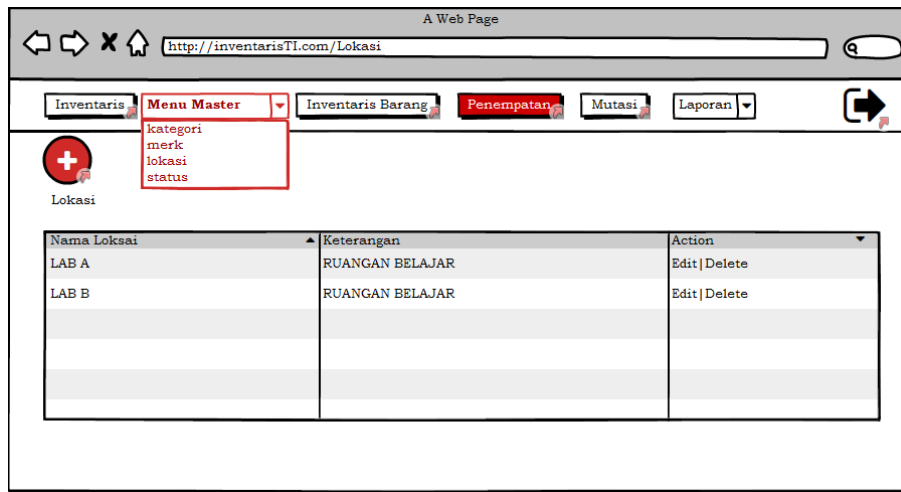 A Web Page
http://inventarisTI.com/Lokasi
Inventaris Menu Master Inventaris Barang Penempatan Mutasi Laporan
kategori
merk
lokasi
status
Lokasi
Nama Loksai Keterangan Action
LAB A RUANGAN BELAJAR Edit|Delete
LAB B RUANGAN BELAJAR Edit|Delete